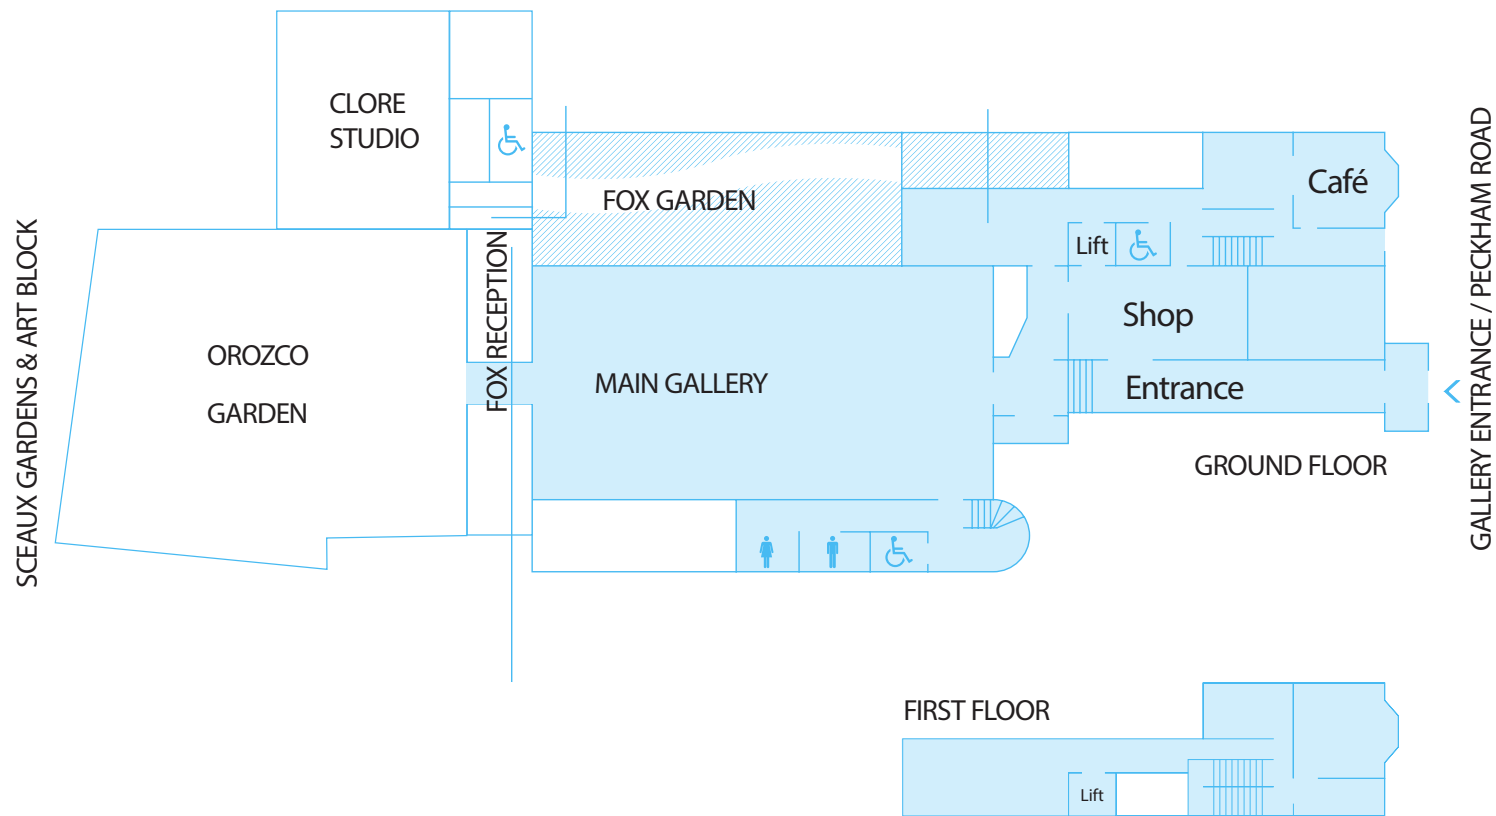 CLORE
STUDIO
FOX GARDEN
Café
Lift
SCEAUX GARDENS & ART BLOCK
OROZCO
GARDEN
FOX RECEPTION
MAIN GALLERY
Shop
Entrance
GALLERY ENTRANCE / PECKHAM ROAD
GROUND FLOOR
FIRST FLOOR
Lift